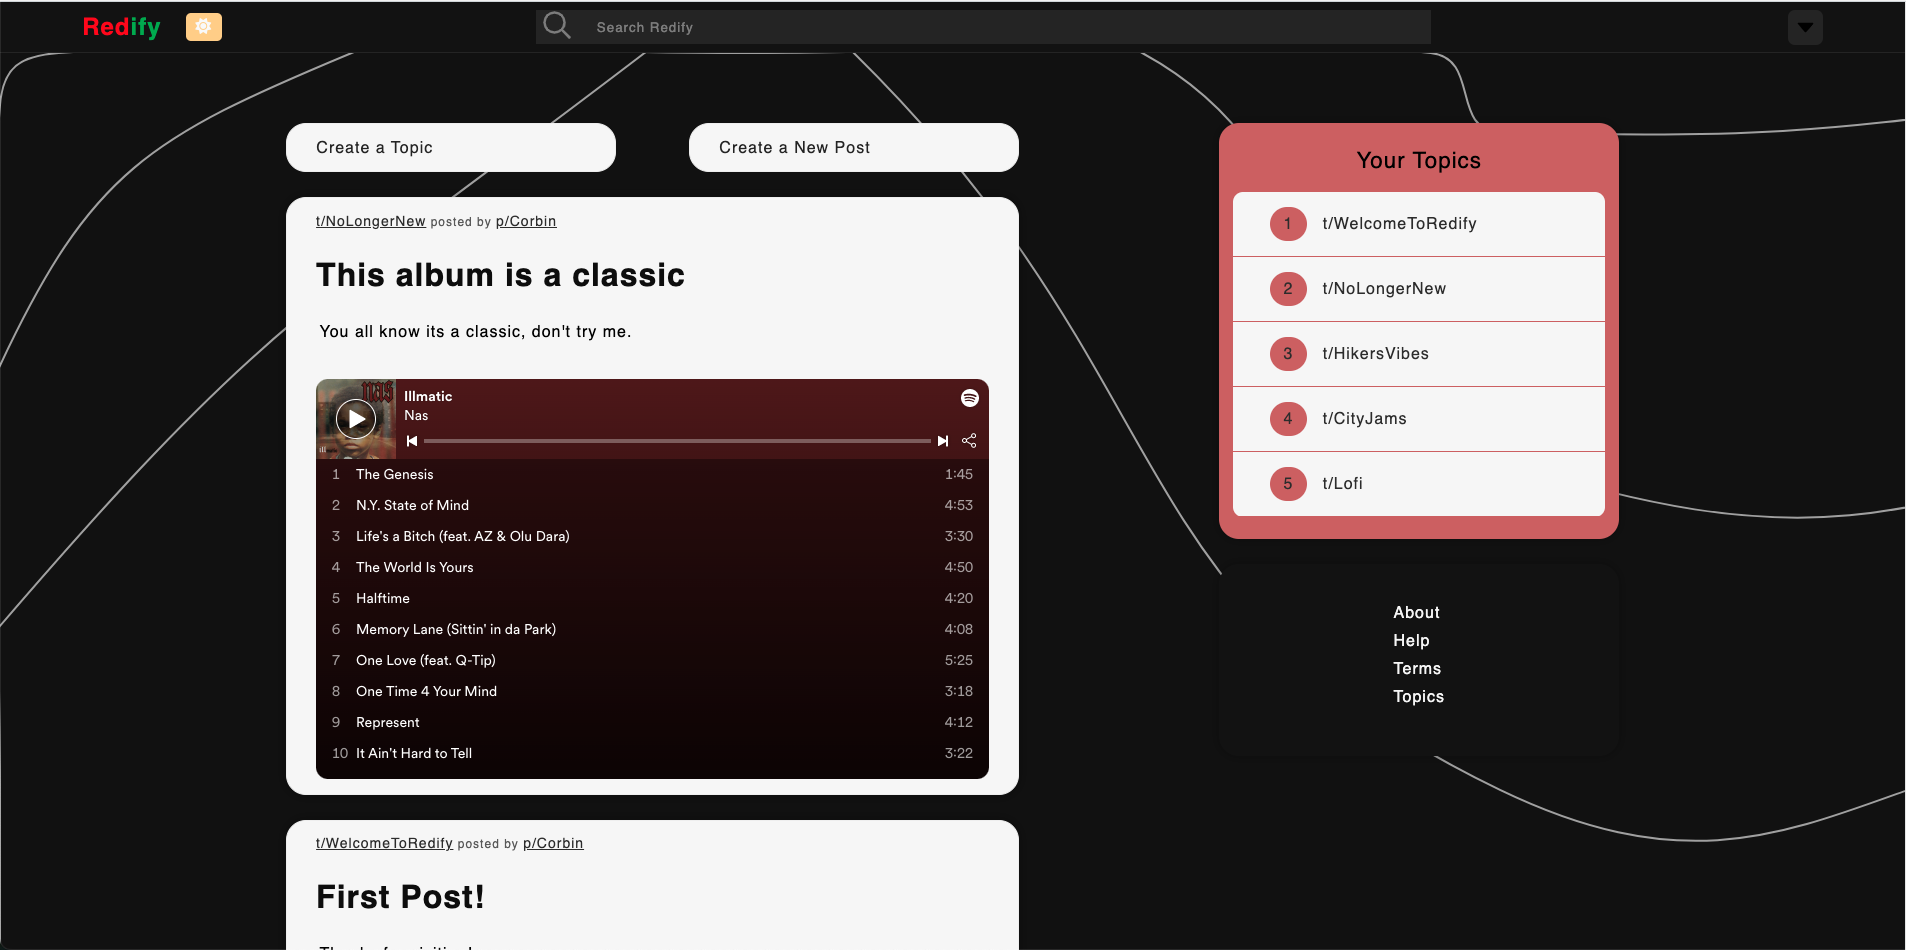 Redify
Search Redify
Create a Topic
Create a New Post
t/NoLongerNew posted by p/Corbin
This album is a classic
You all know its a classic, don't try me.
nas
Illmatic
Nas
1 The Genesis 1:45
2 N.Y. State of Mind 4:53
3 Life's a Bitch (feat. AZ & Olu Dara) 3:30
4 The World Is Yours 4:50
5 Halftime 4:20
6 Memory Lane (Sittin' in da Park) 4:08
7 One Love (feat. Q-Tip) 5:25
8 One Time 4 Your Mind 3:18
9 Represent 4:12
10 It Ain't Hard to Tell 3:22
t/WelcomeToRedify posted by p/Corbin
First Post!
Your Topics
1 t/WelcomeToRedify
2 t/NoLongerNew
3 t/HikersVibes
4 t/CityJams
5 t/Lofi
About
Help
Terms
Topics